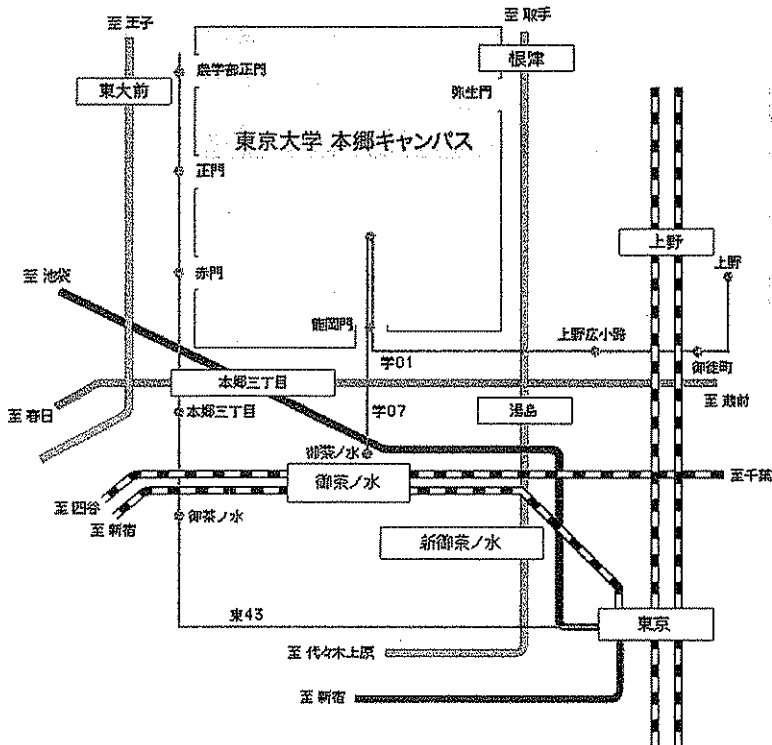 至 王子
至 取手
農学部正門
根津
東大前
弥生門
東京大学 本郷キャンパス
正門
上野
上野
至 池袋
赤門
龍岡門
上野広小路
学01
御徒町
本郷三丁目
至 蔵前
至 春日
本郷三丁目
学07
湯島
御茶ノ水
御茶ノ水
至千葉
至 四谷
至 新宿
御茶ノ水
新御茶ノ水
東43
東京
至 代々木上原
至 新宿